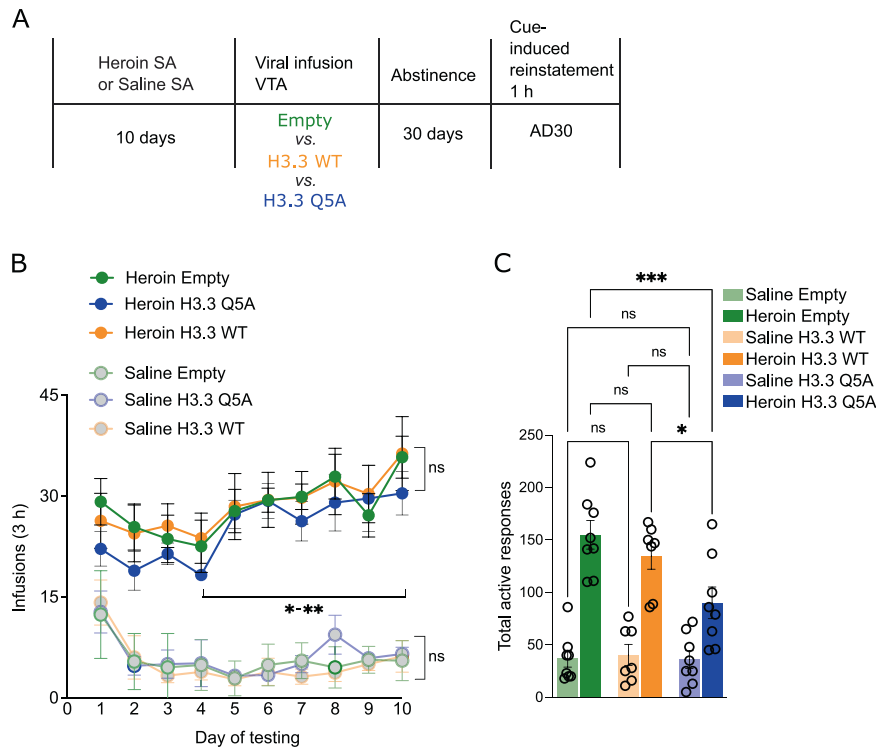 A
Heroin SA
or Saline SA
Viral infusion
VTA
Abstinence
Cue-
induced
reinstatement
1 h
10 days
Empty
vs.
H3.3 WT
vs.
H3.3 Q5A
30 days
AD30
B
Heroin Empty
Heroin H3.3 Q5A
Heroin H3.3 WT
Saline Empty
Saline H3.3 Q5A
Saline H3.3 WT
Infusions (3 h)
45
30
15
0
0 1 2 3 4 5 6 7 8 9 10
Day of testing
ns
*-**
ns
C
***
ns
ns
ns
ns
*
Saline Empty
Heroin Empty
Saline H3.3 WT
Heroin H3.3 WT
Saline H3.3 Q5A
Heroin H3.3 Q5A
Total active responses
250
200
150
100
50
0